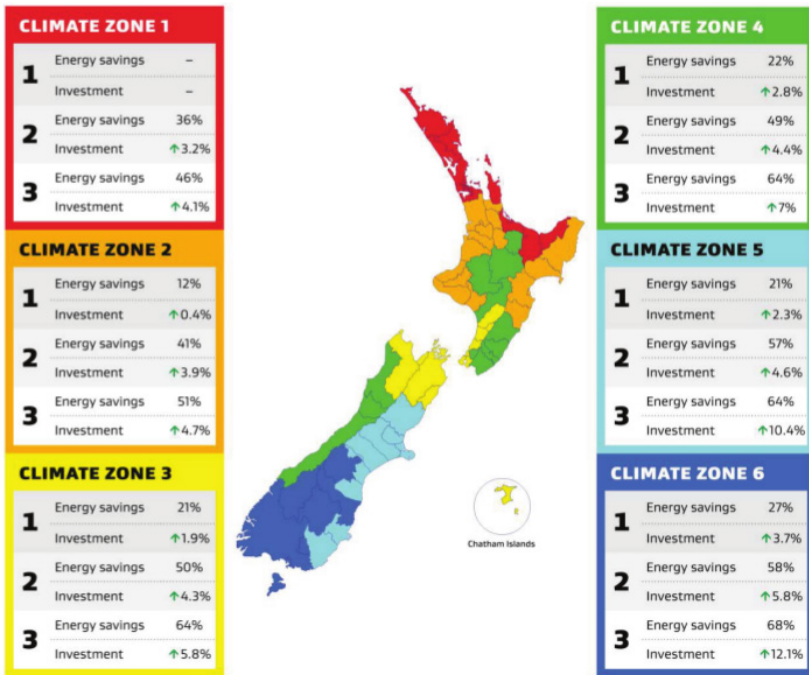 CLIMATE ZONE 1
1
Energy savings –
Investment –
2
Energy savings 36%
Investment ↑3.2%
3
Energy savings 46%
Investment ↑4.1%
CLIMATE ZONE 2
1
Energy savings 12%
Investment ↑0.4%
2
Energy savings 41%
Investment ↑3.9%
3
Energy savings 51%
Investment ↑4.7%
CLIMATE ZONE 3
1
Energy savings 21%
Investment ↑1.9%
2
Energy savings 50%
Investment ↑4.3%
3
Energy savings 64%
Investment ↑5.8%
Chatham Islands
CLIMATE ZONE 4
1
Energy savings 22%
Investment ↑2.8%
2
Energy savings 49%
Investment ↑4.4%
3
Energy savings 64%
Investment ↑7%
CLIMATE ZONE 5
1
Energy savings 21%
Investment ↑2.3%
2
Energy savings 57%
Investment ↑4.6%
3
Energy savings 64%
Investment ↑10.4%
CLIMATE ZONE 6
1
Energy savings 27%
Investment ↑3.7%
2
Energy savings 58%
Investment ↑5.8%
3
Energy savings 68%
Investment ↑12.1%